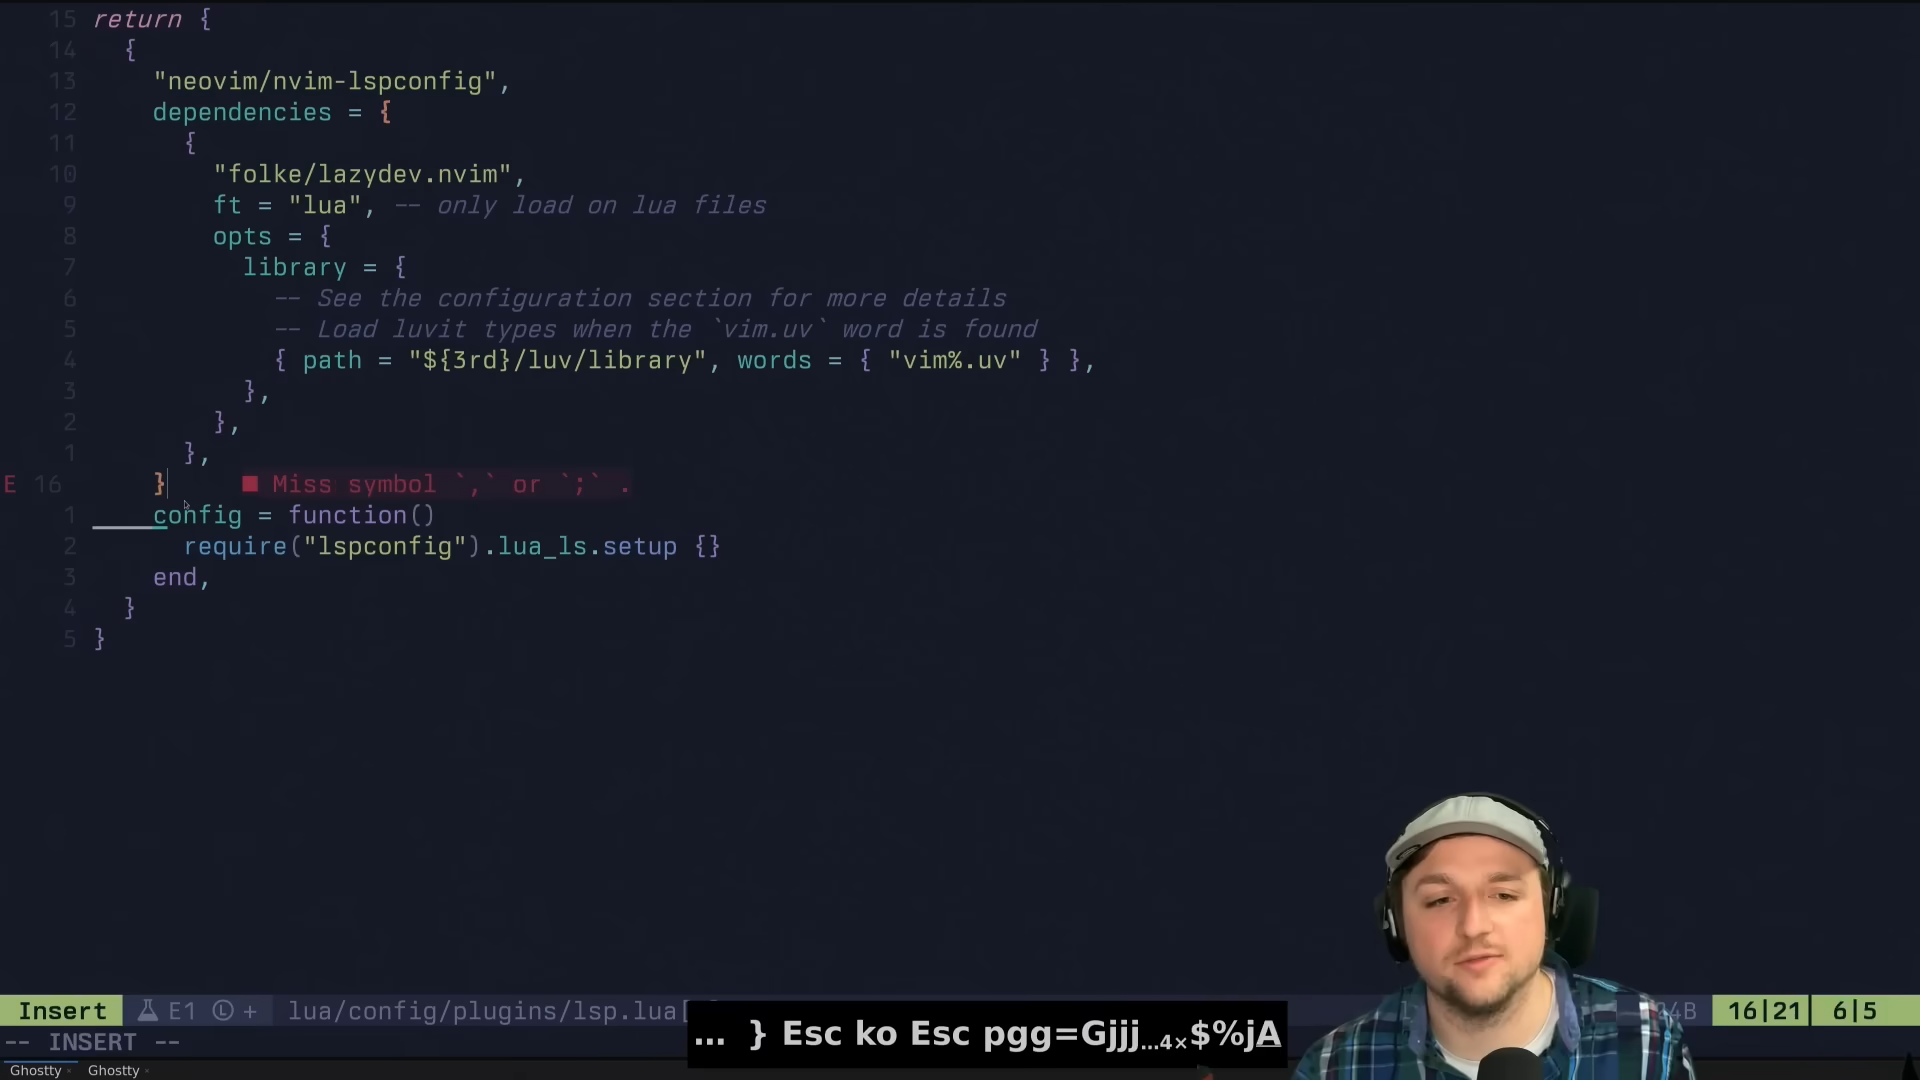 15 return {
14 {
13 "neovim/nvim-lspconfig",
12 dependencies = {
11 {
10 "folke/lazydev.nvim",
9 ft = "lua", -- only load on lua files
8 opts = {
7 library = {
6 -- See the configuration section for more details
5 -- Load luvit types when the `vim.uv` word is found
4 { path = "${3rd}/luv/library", words = { "vim%.uv" } },
3 },
2 },
1 },
E 16 } ■ Miss symbol `,` or `;` .
1 config = function()
2 require("lspconfig").lua_ls.setup {}
3 end,
4 }
5 }
Insert E1 L + lua/config/plugins/lsp.lua[ 4B 16|21 6|5
... } Esc ko Esc pgg=Gjjj...4×$%jA
-- INSERT --
Ghostty Ghostty